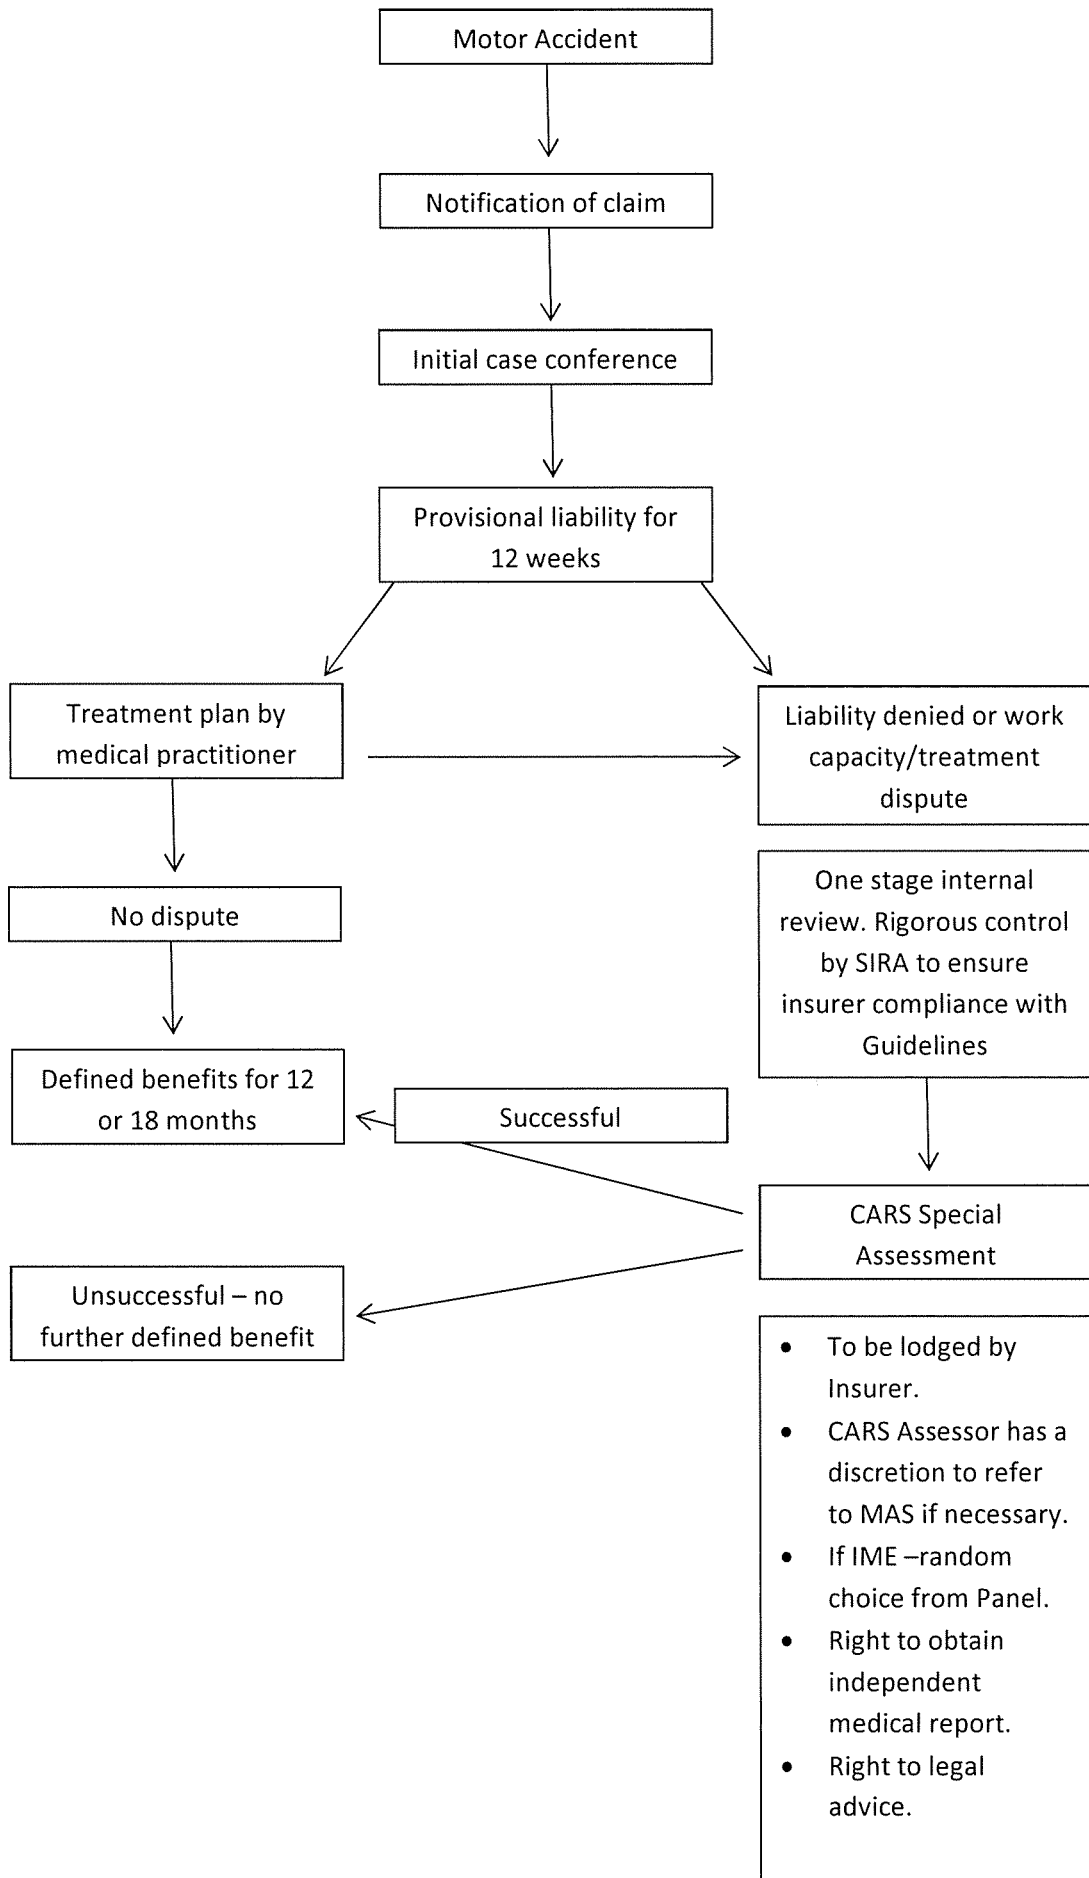 Motor Accident
Notification of claim
Initial case conference
Provisional liability for
12 weeks
Treatment plan by
medical practitioner
Liability denied or work
capacity/treatment
dispute
No dispute
One stage internal
review. Rigorous control
by SIRA to ensure
insurer compliance with
Guidelines
Defined benefits for 12
or 18 months
Successful
CARS Special
Assessment
Unsuccessful – no
further defined benefit
• To be lodged by
Insurer.
• CARS Assessor has a
discretion to refer
to MAS if necessary.
• If IME –random
choice from Panel.
• Right to obtain
independent
medical report.
• Right to legal
advice.